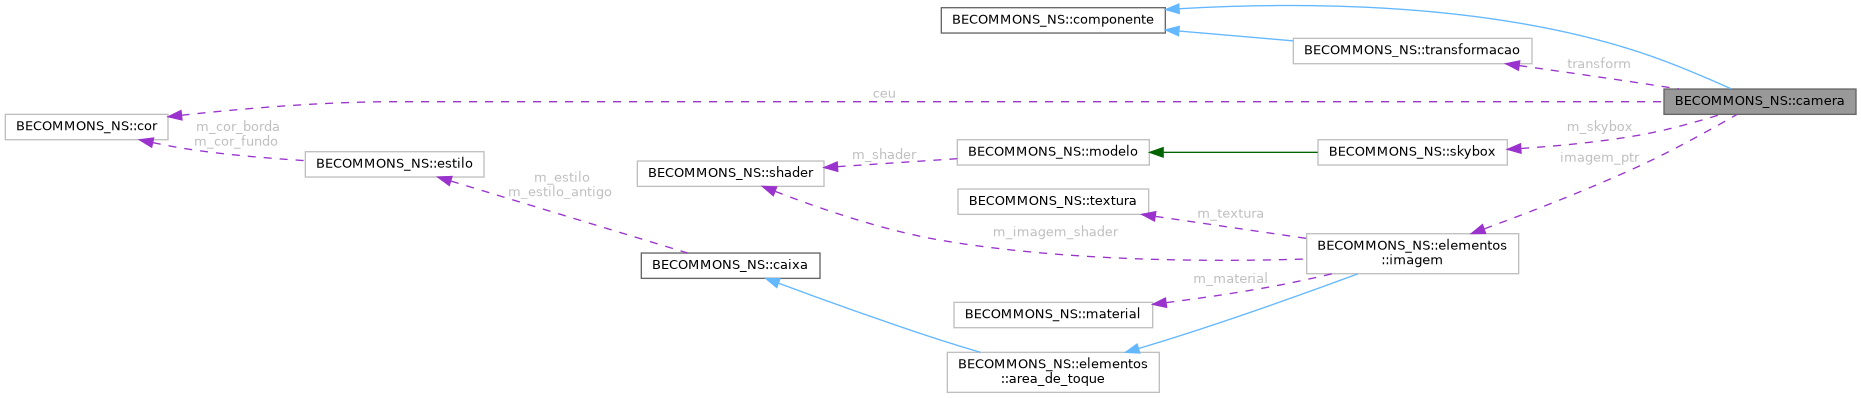 BECOMMONS_NS::componente
BECOMMONS_NS::transformacao
transform
ceu
BECOMMONS_NS::camera
BECOMMONS_NS::cor
m_cor_borda
m_cor_fundo
m_skybox
BECOMMONS_NS::estilo
m_shader
BECOMMONS_NS::modelo
BECOMMONS_NS::skybox
imagem_ptr
BECOMMONS_NS::shader
m_estilo
m_estilo_antigo
BECOMMONS_NS::textura
m_textura
m_imagem_shader
BECOMMONS_NS::elementos
::imagem
BECOMMONS_NS::caixa
m_material
BECOMMONS_NS::material
BECOMMONS_NS::elementos
::area_de_toque